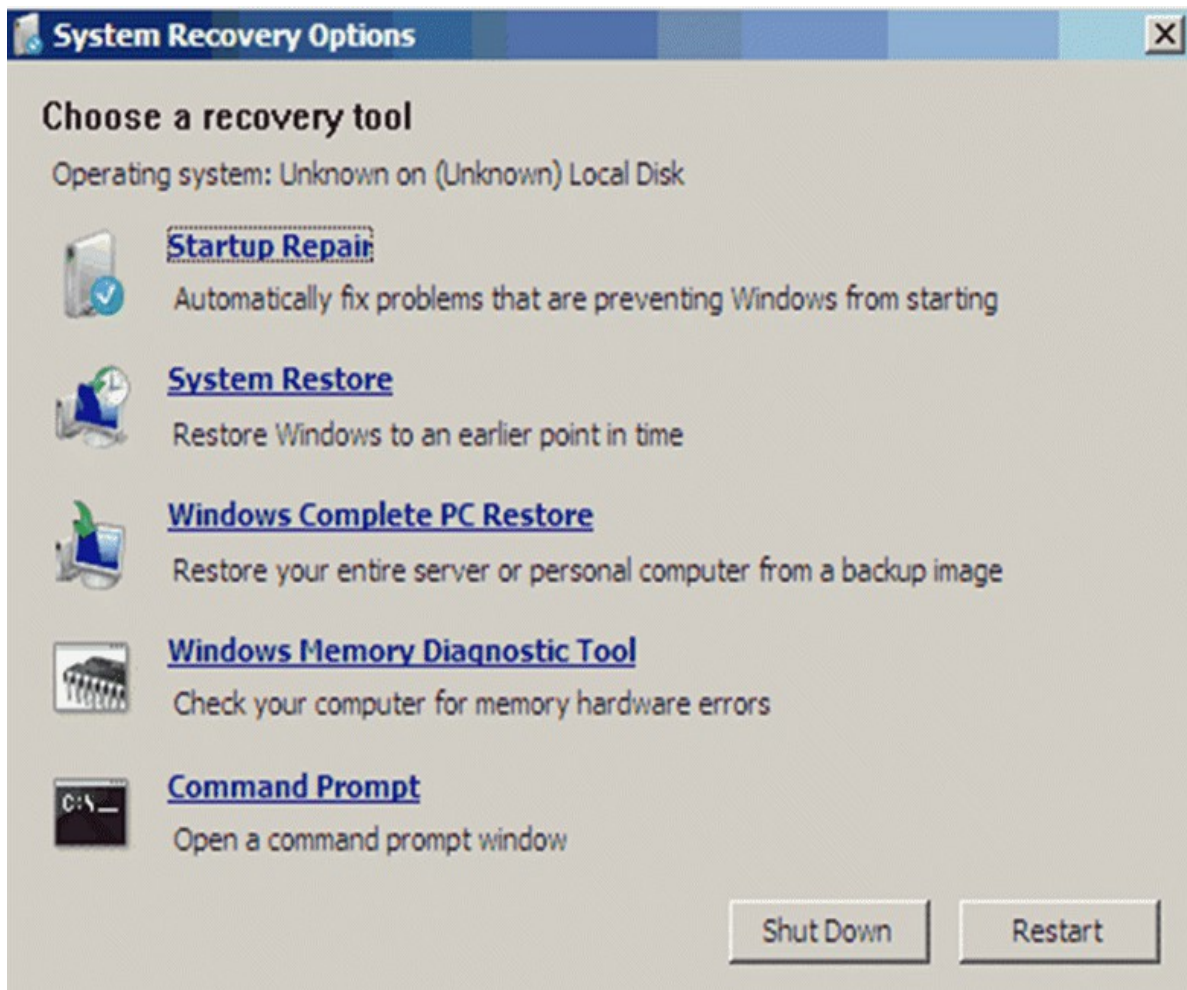 System Recovery Options
Choose a recovery tool
Operating system: Unknown on (Unknown) Local Disk
Startup Repair
Automatically fix problems that are preventing Windows from starting
System Restore
Restore Windows to an earlier point in time
Windows Complete PC Restore
Restore your entire server or personal computer from a backup image
Windows Memory Diagnostic Tool
Check your computer for memory hardware errors
C:\_
Command Prompt
Open a command prompt window
Shut Down
Restart